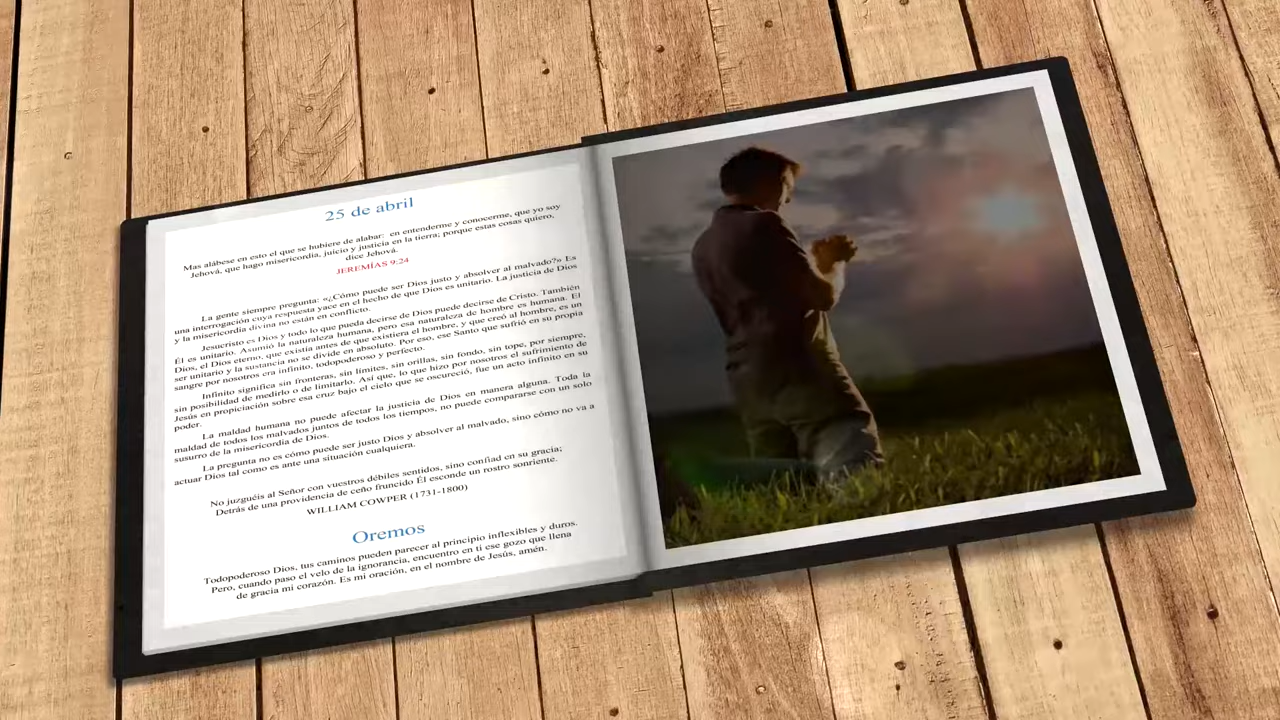 25 de abril
Mas alábese en esto el que se hubiere de alabar: en entenderme y conocerme, que yo soy
Jehová, que hago misericordia, juicio y justicia en la tierra; porque estas cosas quiero,
dice Jehová.
JEREMÍAS 9:24
La gente siempre pregunta: «¿Cómo puede ser Dios justo y absolver al malvado?» Es
una interrogación cuya respuesta yace en el hecho de que Dios es unitario. La justicia de Dios
y la misericordia divina no están en conflicto.
Jesucristo es Dios y todo lo que pueda decirse de Dios puede decirse de Cristo. También
Él es unitario. Asumió la naturaleza humana, pero esa naturaleza de hombre es humana. El
Dios, el Dios eterno, que existía antes de que existiera el hombre, y que creó al hombre, es un
ser unitario y la sustancia no se divide en absoluto. Por eso, ese Santo que sufrió en su propia
sangre por nosotros era infinito, todopoderoso y perfecto.
Infinito significa sin fronteras, sin límites, sin orillas, sin fondo, sin tope, por siempre,
sin posibilidad de medirlo o de limitarlo. Así que, lo que hizo por nosotros el sufrimiento de
Jesús en propiciación sobre esa cruz bajo el cielo que se oscureció, fue un acto infinito en su
poder.
La maldad humana no puede afectar la justicia de Dios en manera alguna. Toda la
maldad de todos los malvados juntos de todos los tiempos, no puede compararse con un solo
susurro de la misericordia de Dios.
La pregunta no es cómo puede ser justo Dios y absolver al malvado, sino cómo no va a
actuar Dios tal como es ante una situación cualquiera.
No juzguéis al Señor con vuestros débiles sentidos, sino confiad en su gracia;
Detrás de una providencia de ceño fruncido Él esconde un rostro sonriente.
WILLIAM COWPER (1731-1800)
Oremos
Todopoderoso Dios, tus caminos pueden parecer al principio inflexibles y duros.
Pero, cuando paso el velo de la ignorancia, encuentro en ti ese gozo que llena
de gracia mi corazón. Es mi oración, en el nombre de Jesús, amén.